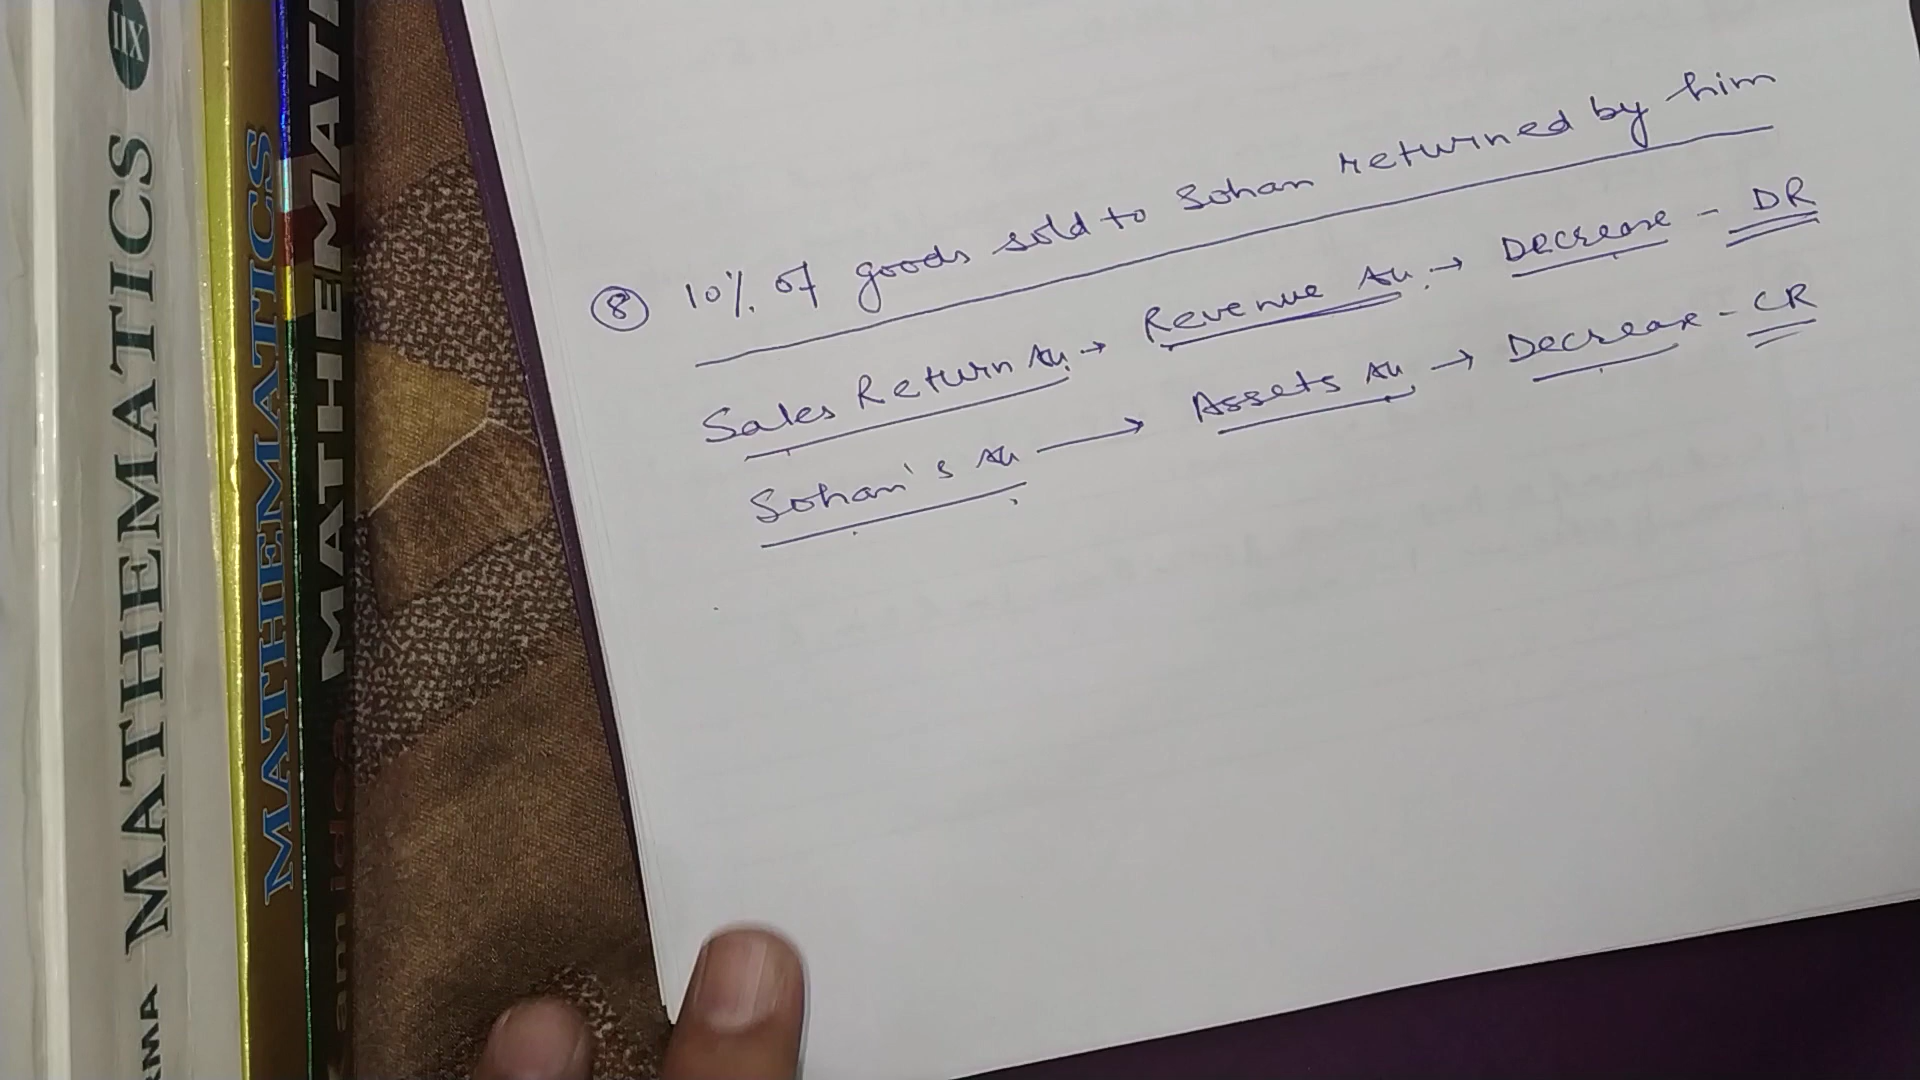 ⑧ 10% of goods sold to Sohan returned by him
Sales Return A/c. → Revenue A/c. → Decrease - DR
Sohan's A/c → Assets A/c → Decrease - CR
XII
MATHEMATICS
MATHEMATICS
MATHEMATI